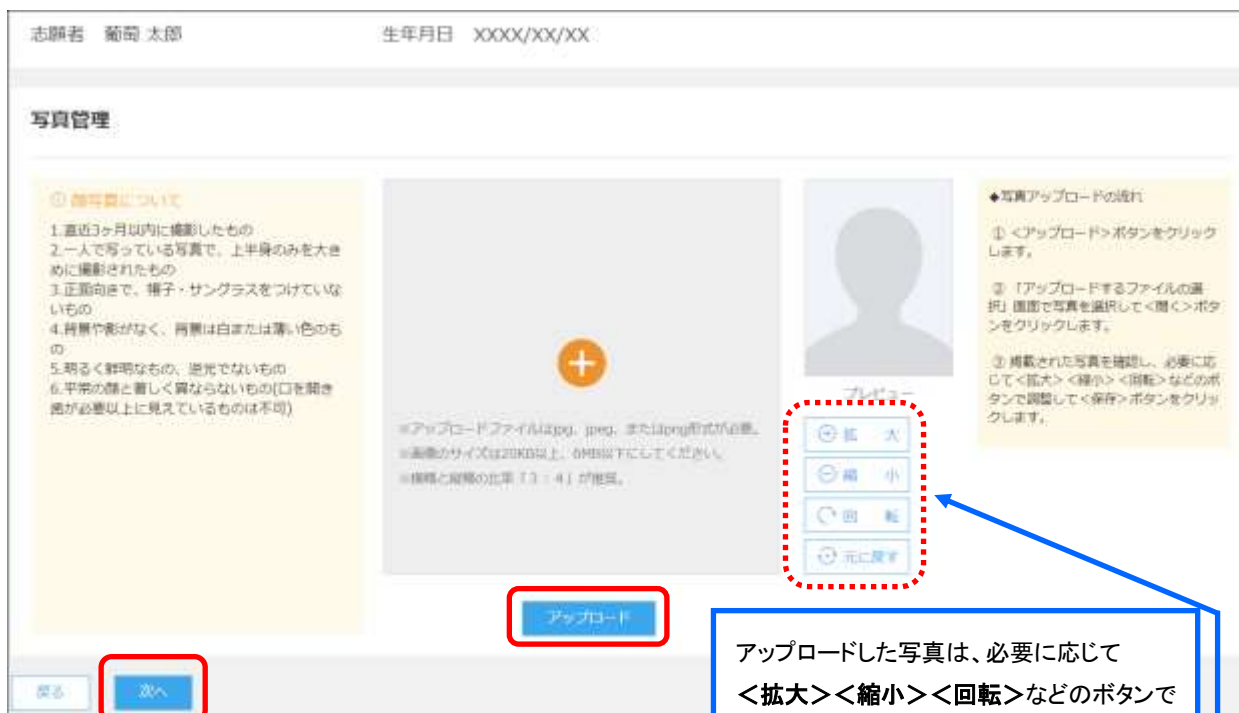 志願者 葡萄 太郎 生年月日 XXXX/XX/XX
写真管理
① 顔写真について
1.直近3ヶ月以内に撮影したもの
2.一人で写っている写真で、上半身のみを大き
めに撮影されたもの
3.正面向きで、帽子・サングラスをつけていな
いもの
4.背景や影がなく、背景は白または薄い色のも
の
5.明るく鮮明なもの、逆光でないもの
6.平常の顔と著しく異ならないもの(口を開き
歯が必要以上に見えているものは不可)
※アップロードファイルはjpg、jpeg、またはpng形式が必要。
※画像のサイズは20KB以上、6MB以下にしてください。
※横幅と縦幅の比率「3：4」が推奨。
アップロード
プレビュー
拡 大
縮 小
回 転
元に戻す
◆写真アップロードの流れ
① <アップロード>ボタンをクリック
します。
② 「アップロードするファイルの選
択」画面で写真を選択して<開く>ボタ
ンをクリックします。
③ 掲載された写真を確認し、必要に応
じて<拡大><縮小><回転>などのボ
タンで調整して<保存>ボタンをクリッ
クします。
アップロードした写真は、必要に応じて
＜拡大＞＜縮小＞＜回転＞などのボタンで
戻る 次へ